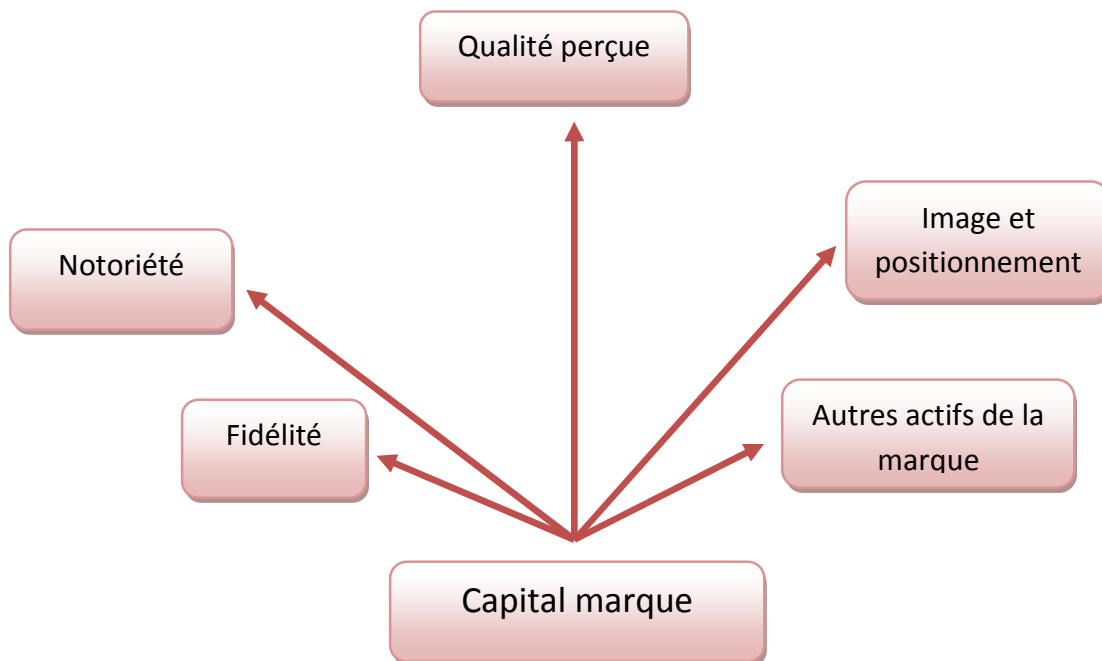 Qualité perçue
Image et
positionnement
Notoriété
Autres actifs de la
marque
Fidélité
Capital marque